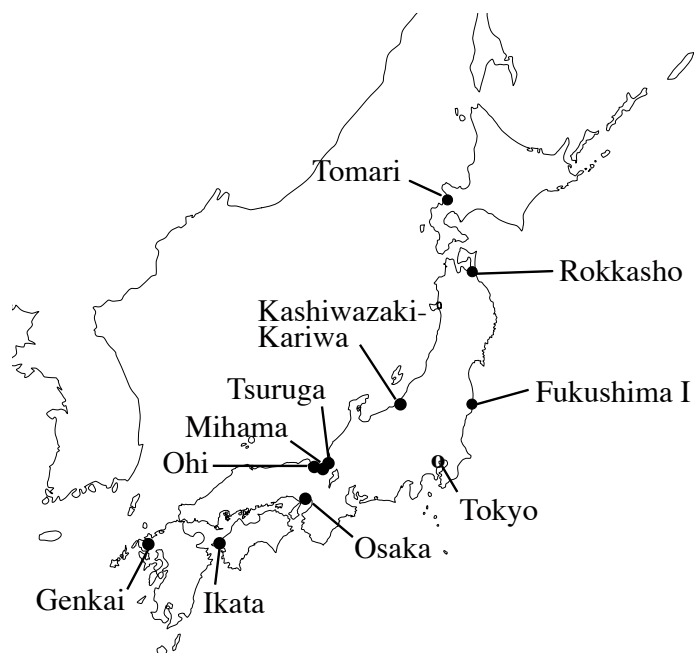 Tomari
Rokkasho
Kashiwazaki-
Kariwa
Tsuruga
Fukushima I
Mihama
Ohi
Tokyo
Osaka
Genkai
Ikata